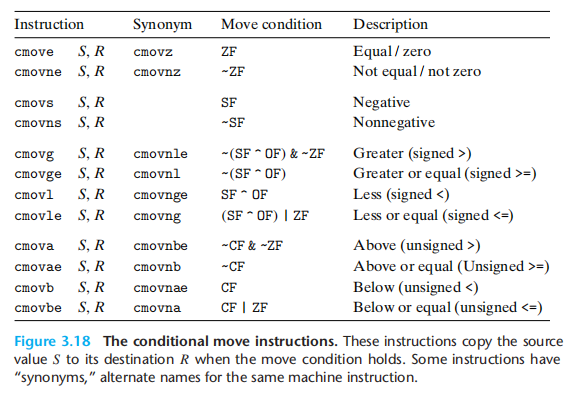 Instruction Synonym Move condition Description
cmove S, R cmovz ZF Equal / zero
cmovne S, R cmovnz ~ZF Not equal / not zero
cmovs S, R SF Negative
cmovns S, R ~SF Nonnegative
cmovg S, R cmovnle ~(SF ^ OF) & ~ZF Greater (signed >)
cmovge S, R cmovnl ~(SF ^ OF) Greater or equal (signed >=)
cmovl S, R cmovnge SF ^ OF Less (signed <)
cmovle S, R cmovng (SF ^ OF) | ZF Less or equal (signed <=)
cmova S, R cmovnbe ~CF & ~ZF Above (unsigned >)
cmovae S, R cmovnb ~CF Above or equal (Unsigned >=)
cmovb S, R cmovnae CF Below (unsigned <)
cmovbe S, R cmovna CF | ZF Below or equal (unsigned <=)
Figure 3.18 The conditional move instructions. These instructions copy the source
value S to its destination R when the move condition holds. Some instructions have
“synonyms,” alternate names for the same machine instruction.